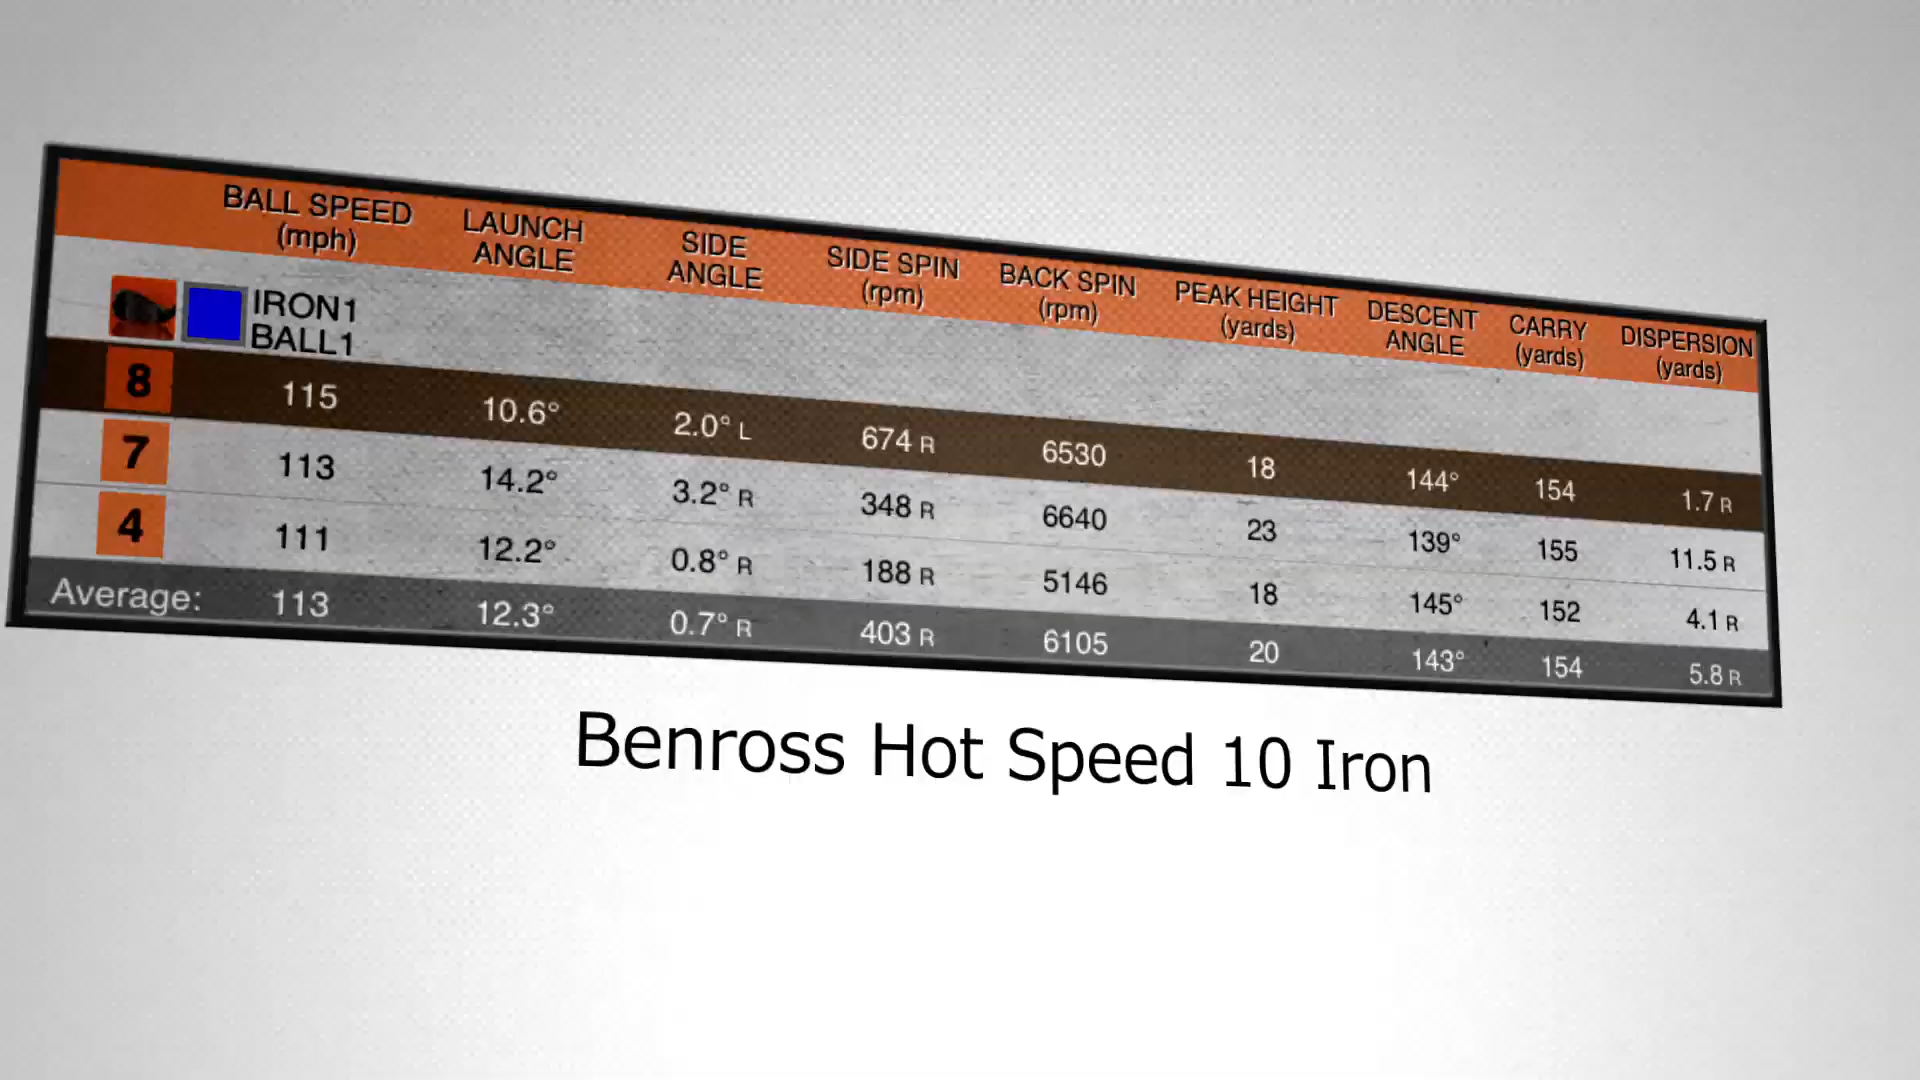 BALL SPEED (mph) LAUNCH ANGLE SIDE ANGLE SIDE SPIN (rpm) BACK SPIN (rpm) PEAK HEIGHT (yards) DESCENT ANGLE CARRY (yards) DISPERSION (yards)
IRON1
BALL1
8 115 10.6° 2.0° L 674 R 6530 18 144° 154 1.7 R
7 113 14.2° 3.2° R 348 R 6640 23 139° 155 11.5 R
4 111 12.2° 0.8° R 188 R 5146 18 145° 152 4.1 R
Average: 113 12.3° 0.7° R 403 R 6105 20 143° 154 5.8 R
Benross Hot Speed 10 Iron